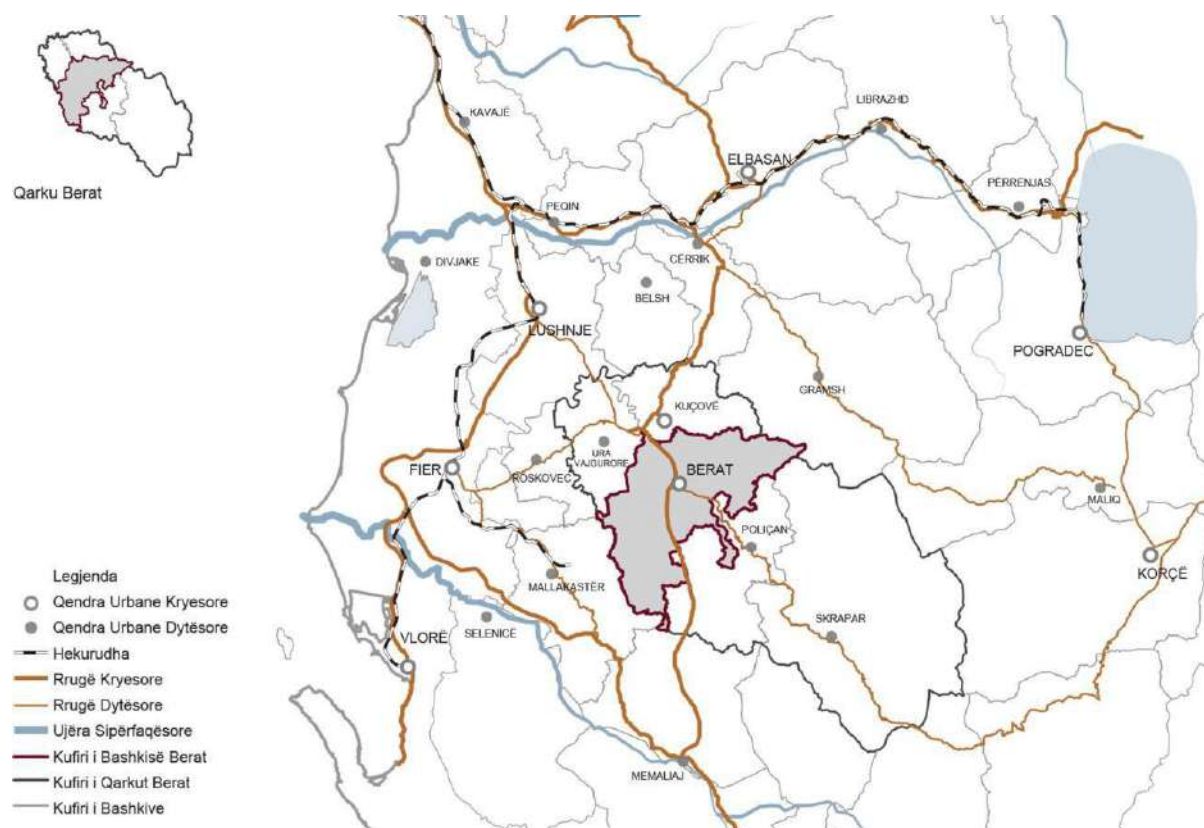 Qarku Berat
KAVAJË
LIBRAZHD
ELBASAN
PËRRENJAS
PEQIN
CËRRIK
DIVJAKE
BELSH
LUSHNJE
POGRADEC
GRAMSH
KUÇOVË
URA
VAJGURORE
FIER
ROSKOVEC
BERAT
MALIQ
POLIÇAN
KORÇË
MALLAKASTËR
SKRAPAR
SELENICË
VLORË
MEMALIAJ
Legjenda
Qendra Urbane Kryesore
Qendra Urbane Dytësore
Hekurudha
Rrugë Kryesore
Rrugë Dytësore
Ujëra Sipërfaqësore
Kufiri i Bashkisë Berat
Kufiri i Qarkut Berat
Kufiri i Bashkive